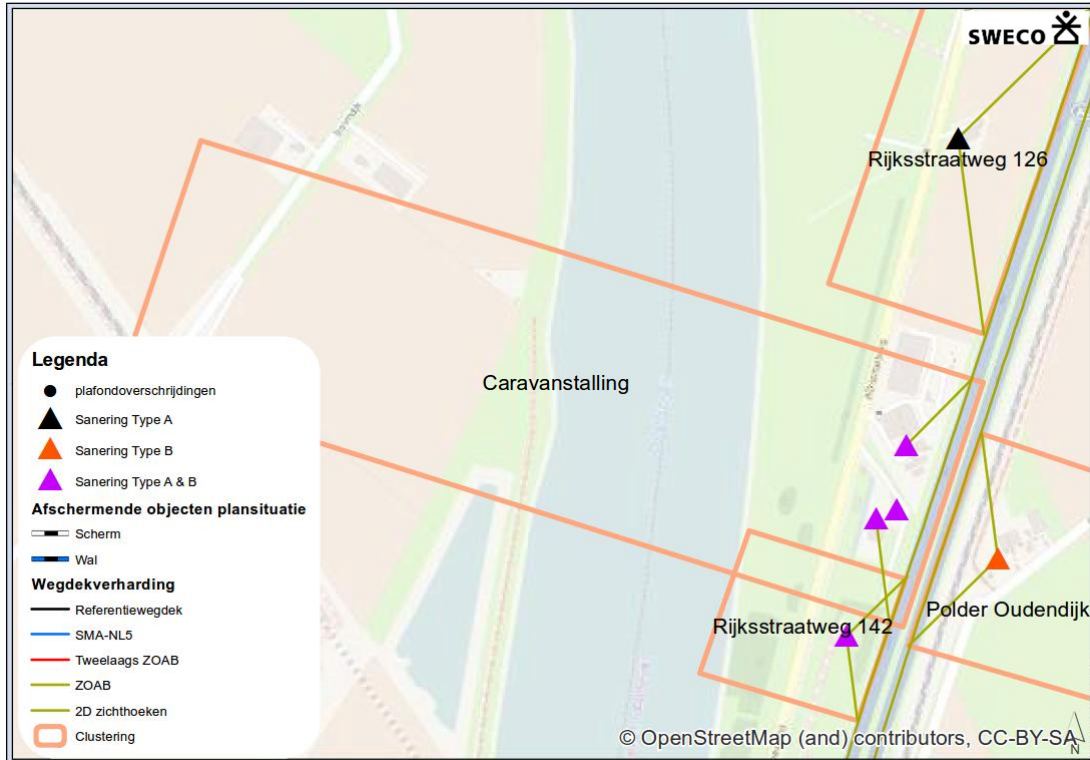 SWECO
Rijksstraatweg 126
Caravanstalling
Rijksstraatweg 142
Polder Oudendijk
Legenda
plafondoverschrijdingen
Sanering Type A
Sanering Type B
Sanering Type A & B
Afschermende objecten plansituatie
Scherm
Wal
Wegdekverharding
Referentiewegdek
SMA-NL5
Tweelaags ZOAB
ZOAB
2D zichthoeken
Clustering
© OpenStreetMap (and) contributors, CC-BY-SA
N